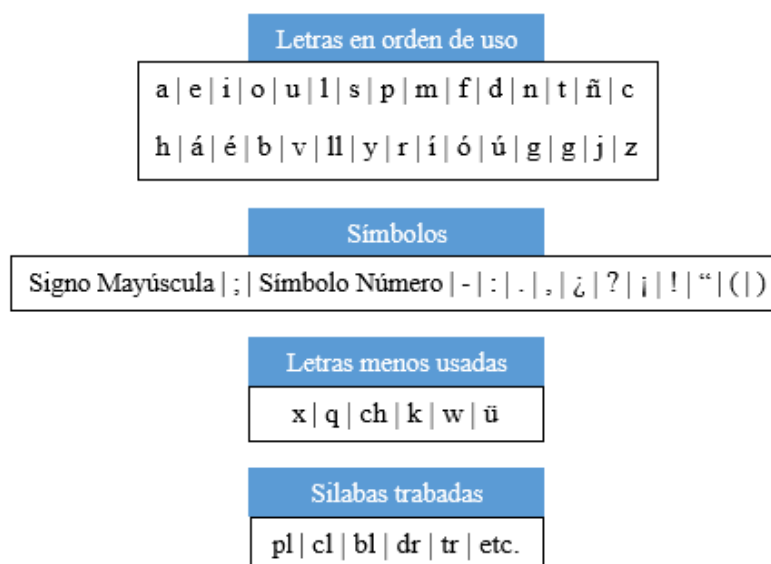 Letras en orden de uso
a | e | i | o | u | l | s | p | m | f | d | n | t | ñ | c
h | á | é | b | v | ll | y | r | í | ó | ú | g | g | j | z
Símbolos
Signo Mayúscula | ; | Símbolo Número | - | : | . | , | ¿ | ? | ¡ | ! | “ | ( | )
Letras menos usadas
x | q | ch | k | w | ü
Silabas trabadas
pl | cl | bl | dr | tr | etc.